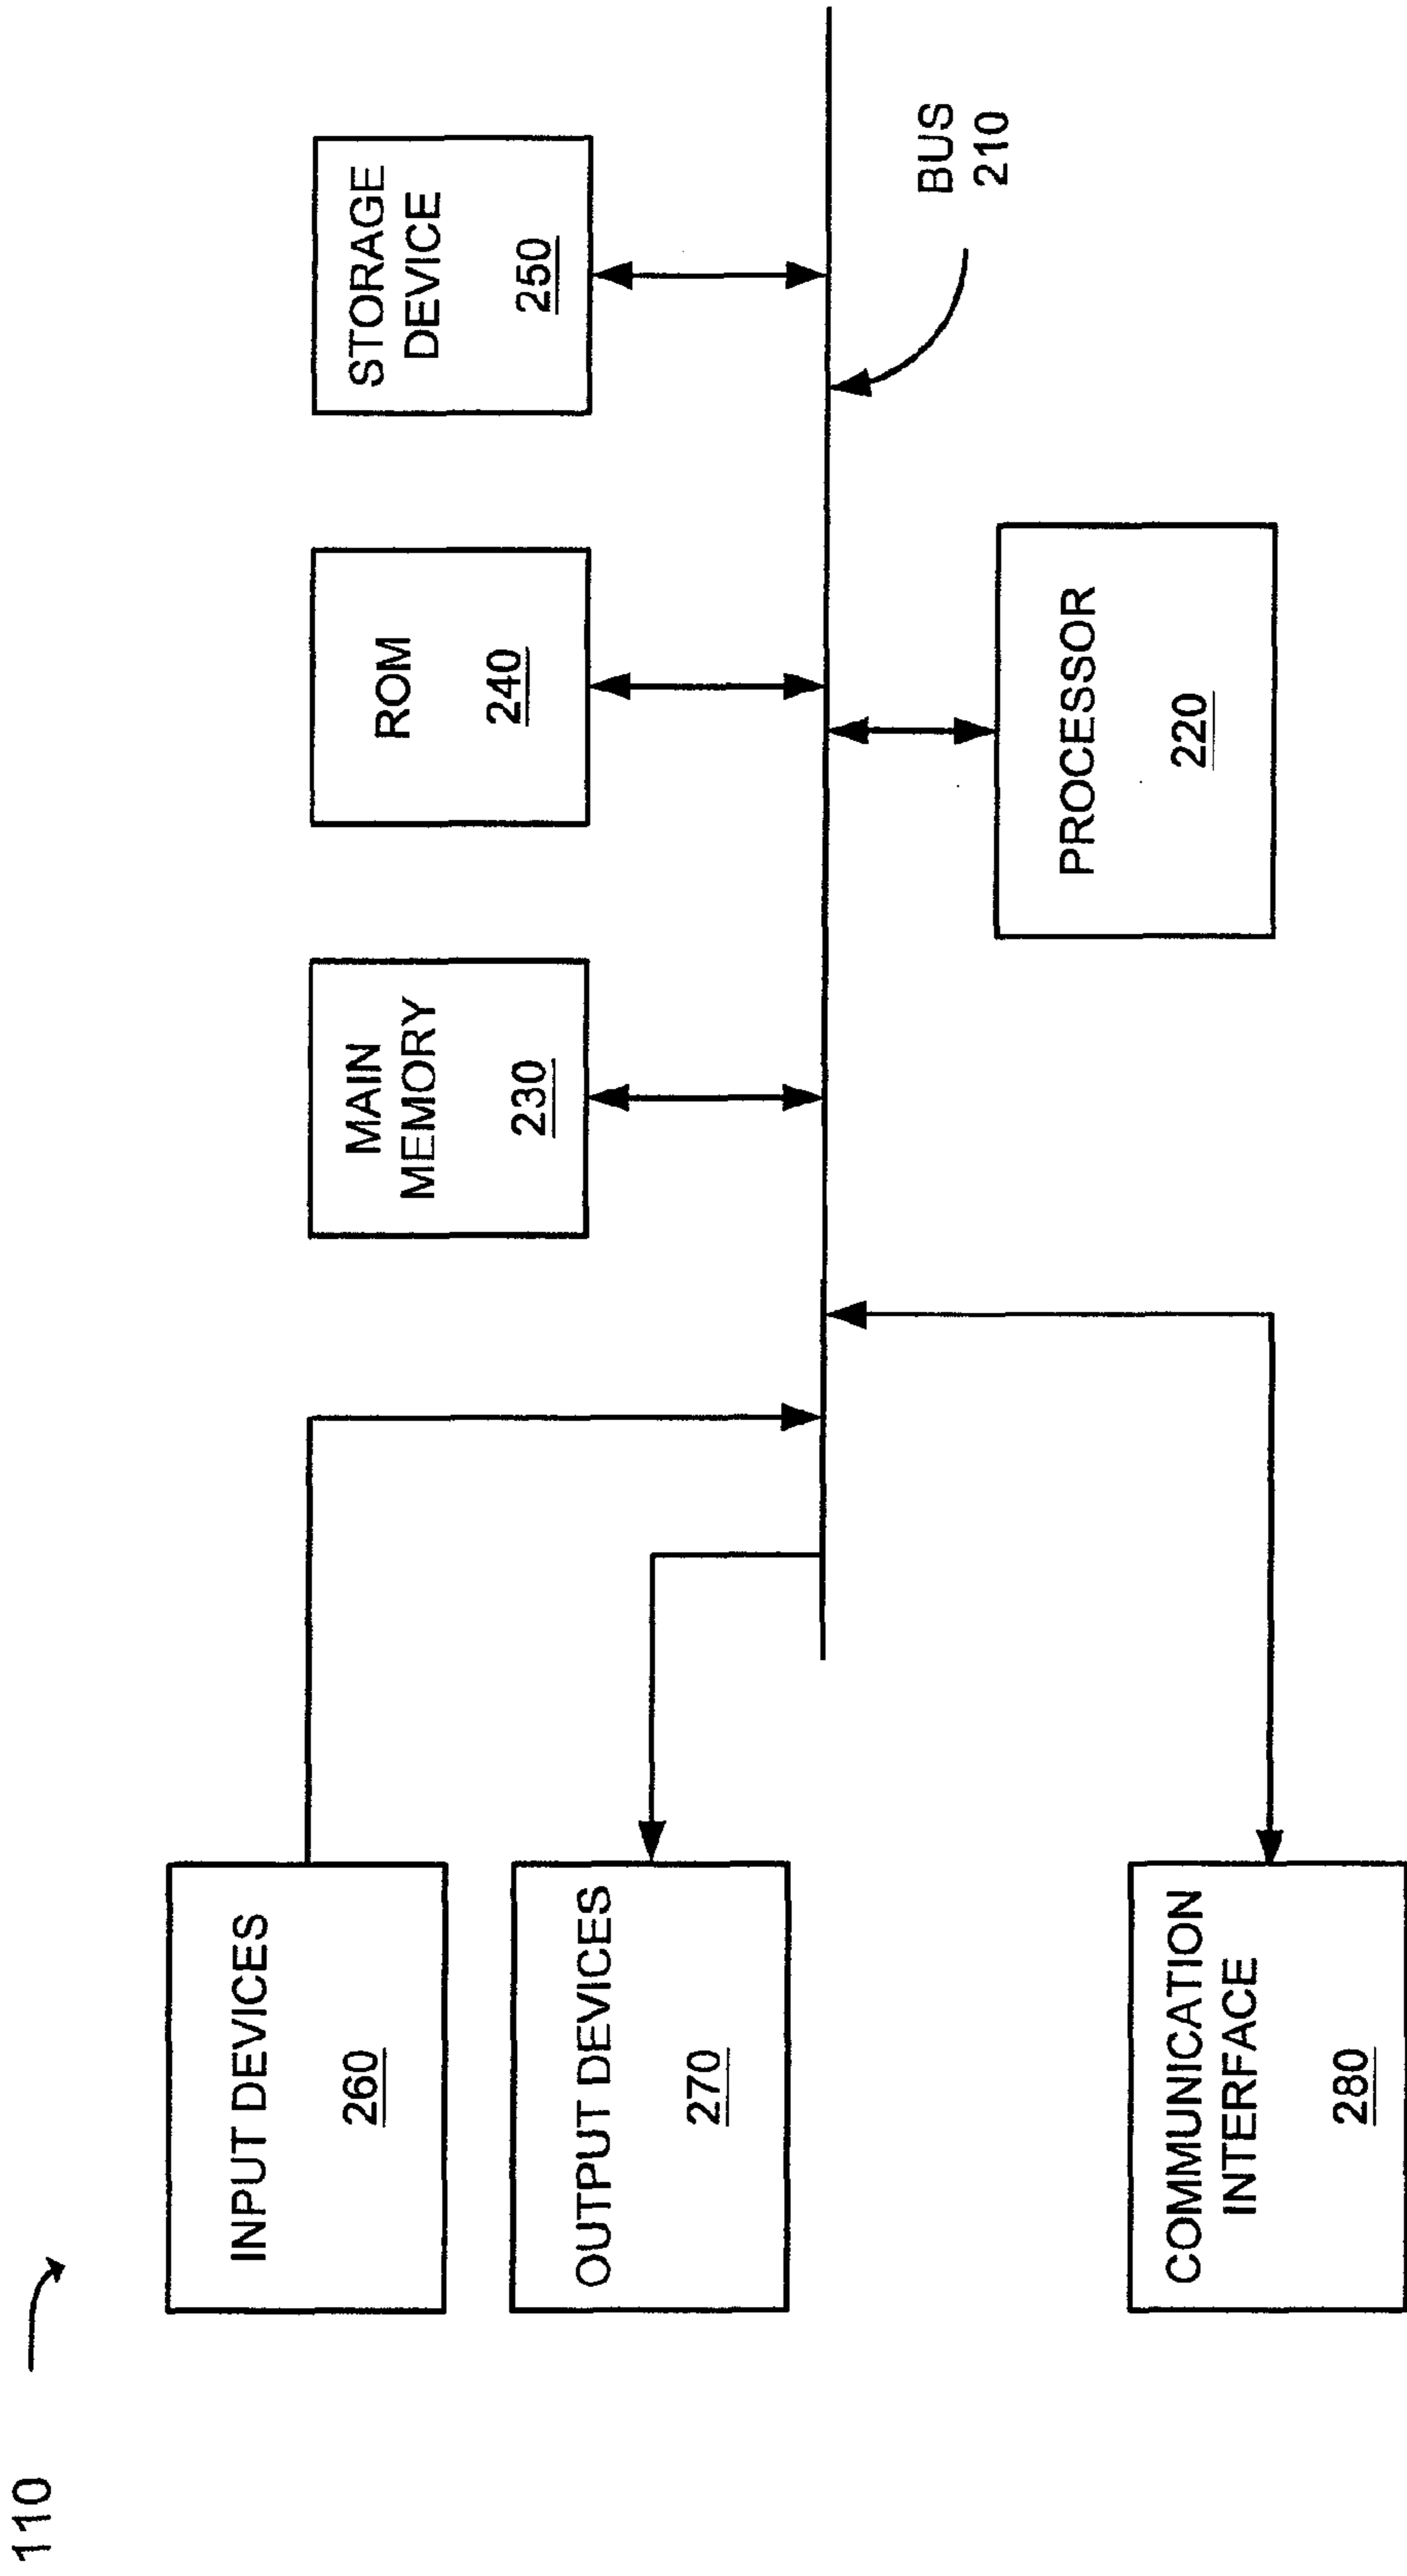 110
INPUT DEVICES
260
OUTPUT DEVICES
270
COMMUNICATION
INTERFACE
280
MAIN
MEMORY
230
ROM
240
STORAGE
DEVICE
250
PROCESSOR
220
BUS
210